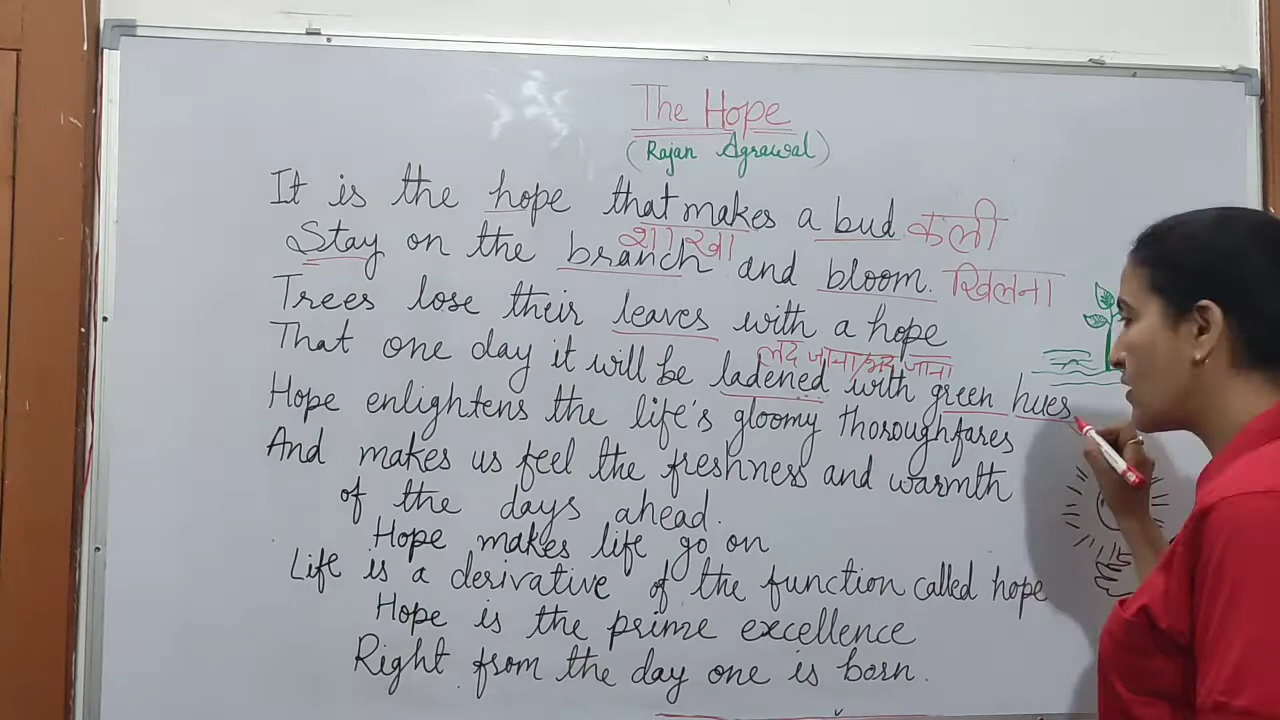 The Hope
(Rajan Agrawal)
It is the hope that makes a bud कली
शाखा
Stay on the branch and bloom. खिलना
Trees lose their leaves with a hope
लद जाना/भर जाना
That one day it will be ladened with green hues
Hope enlightens the life's gloomy thoroughfares
And makes us feel the freshness and warmth
of the days ahead.
Hope makes life go on
Life is a derivative of the function called hope
Hope is the prime excellence
Right from the day one is born.